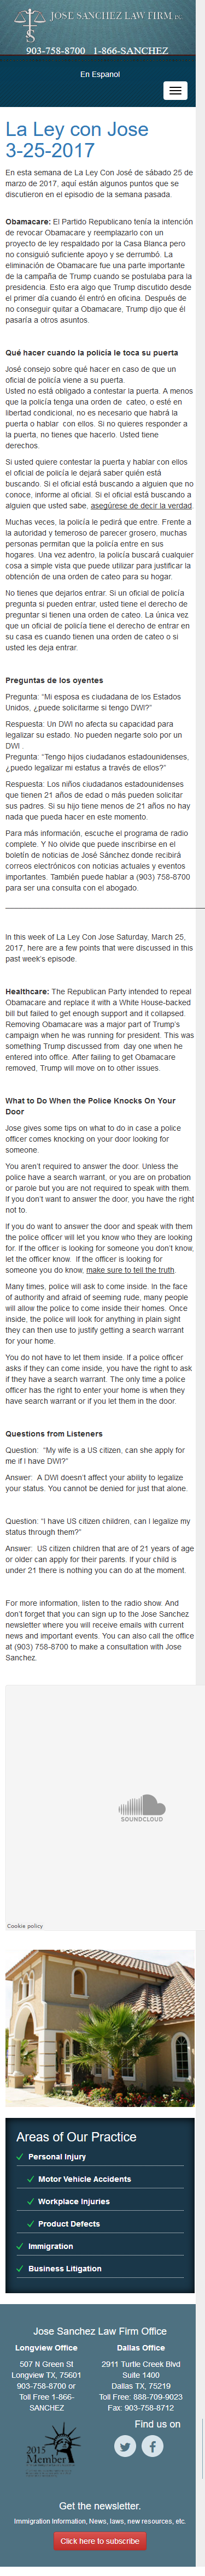 JOSE SANCHEZ LAW FIRM P.C.
903-758-8700 1-866-SANCHEZ
En Espanol
La Ley con Jose
3-25-2017
En esta semana de La Ley Con José de sábado 25 de
marzo de 2017, aquí están algunos puntos que se
discutieron en el episodio de la semana pasada.
Obamacare: El Partido Republicano tenía la intención
de revocar Obamacare y reemplazarlo con un
proyecto de ley respaldado por la Casa Blanca pero
no consiguió suficiente apoyo y se derrumbó. La
eliminación de Obamacare fue una parte importante
de la campaña de Trump cuando se postulaba para la
presidencia. Esto era algo que Trump discutido desde
el primer día cuando él entró en oficina. Después de
no conseguir quitar a Obamacare, Trump dijo que él
pasaría a otros asuntos.
Qué hacer cuando la policía le toca su puerta
José consejo sobre qué hacer en caso de que un
oficial de policía viene a su puerta.
Usted no está obligado a contestar la puerta. A menos
que la policía tenga una orden de cateo, o esté en
libertad condicional, no es necesario que habrá la
puerta o hablar con ellos. Si no quieres responder a
la puerta, no tienes que hacerlo. Usted tiene
derechos.
Si usted quiere contestar la puerta y hablar con ellos
el oficial de policía le dejará saber quién está
buscando. Si el oficial está buscando a alguien que no
conoce, informe al oficial. Si el oficial está buscando a
alguien que usted sabe, asegúrese de decir la verdad.
Muchas veces, la policía le pedirá que entre. Frente a
la autoridad y temeroso de parecer grosero, muchas
personas permitan que la policía entre en sus
hogares. Una vez adentro, la policía buscará cualquier
cosa a simple vista que puede utilizar para justificar la
obtención de una orden de cateo para su hogar.
No tienes que dejarlos entrar. Si un oficial de policía
pregunta si pueden entrar, usted tiene el derecho de
preguntar si tienen una orden de cateo. La única vez
que un oficial de policía tiene el derecho de entrar en
su casa es cuando tienen una orden de cateo o si
usted les deja entrar.
Preguntas de los oyentes
Pregunta: “Mi esposa es ciudadana de los Estados
Unidos, ¿puede solicitarme si tengo DWI?”
Respuesta: Un DWI no afecta su capacidad para
legalizar su estado. No pueden negarte solo por un
DWI .
Pregunta: “Tengo hijos ciudadanos estadounidenses,
¿puedo legalizar mi estatus a través de ellos?”
Respuesta: Los niños ciudadanos estadounidenses
que tienen 21 años de edad o más pueden solicitar
sus padres. Si su hijo tiene menos de 21 años no hay
nada que pueda hacer en este momento.
Para más información, escuche el programa de radio
complete. Y No olvide que puede inscribirse en el
boletín de noticias de José Sánchez donde recibirá
correos electrónicos con noticias actuales y eventos
importantes. También puede llamar a (903) 758-8700
para ser una consulta con el abogado.
In this week of La Ley Con Jose Saturday, March 25,
2017, here are a few points that were discussed in this
past week’s episode.
Healthcare: The Republican Party intended to repeal
Obamacare and replace it with a White House-backed
bill but failed to get enough support and it collapsed.
Removing Obamacare was a major part of Trump’s
campaign when he was running for president. This was
something Trump discussed from day one when he
entered into office. After failing to get Obamacare
removed, Trump will move on to other issues.
What to Do When the Police Knocks On Your
Door
Jose gives some tips on what to do in case a police
officer comes knocking on your door looking for
someone.
You aren’t required to answer the door. Unless the
police have a search warrant, or you are on probation
or parole but you are not required to speak with them.
If you don’t want to answer the door, you have the right
not to.
If you do want to answer the door and speak with them
the police officer will let you know who they are looking
for. If the officer is looking for someone you don’t know,
let the officer know. If the officer is looking for
someone you do know, make sure to tell the truth.
Many times, police will ask to come inside. In the face
of authority and afraid of seeming rude, many people
will allow the police to come inside their homes. Once
inside, the police will look for anything in plain sight
they then use to justify getting a search warrant
for your home.
You do not have to let them inside. If a police officer
asks if they can come inside, you have the right to ask
if they have a search warrant. The only time a police
officer has the right to enter your home is when they
have search warrant or if you let them in the door.
Questions from Listeners
Question: “My wife is a US citizen, can she apply for
me if I have DWI?”
Answer: A DWI doesn’t affect your ability to legalize
your status. You cannot be denied for just that alone.
Question: “I have US citizen children, can I legalize my
status through them?”
Answer: US citizen children that are of 21 years of age
or older can apply for their parents. If your child is
under 21 there is nothing you can do at the moment.
For more information, listen to the radio show. And
don’t forget that you can sign up to the Jose Sanchez
newsletter where you will receive emails with current
news and important events. You can also call the office
at (903) 758-8700 to make a consultation with Jose
Sanchez.
SOUNDCLOUD
Cookie policy
Areas of Our Practice
Personal Injury
Motor Vehicle Accidents
Workplace Injuries
Product Defects
Immigration
Business Litigation
Jose Sanchez Law Firm Office
Longview Office
507 N Green St
Longview TX, 75601
903-758-8700 or
Toll Free 1-866-
SANCHEZ
Dallas Office
2911 Turtle Creek Blvd
Suite 1400
Dallas TX, 75219
Toll Free: 888-709-9023
Fax: 903-758-8712
2015
Member
Find us on
Get the newsletter.
Immigration Information, News, laws, new resources, etc.
Click here to subscribe